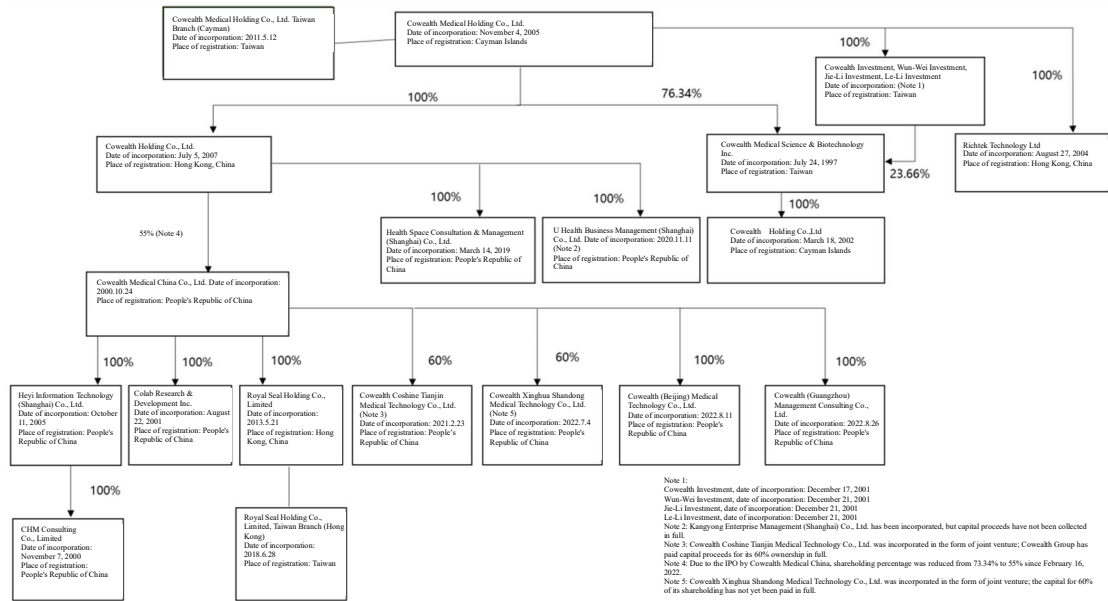 Cowealth Medical Holding Co., Ltd. Taiwan
Branch (Cayman)
Date of incorporation: 2011.5.12
Place of registration: Taiwan
Cowealth Medical Holding Co., Ltd.
Date of incorporation: November 4, 2005
Place of registration: Cayman Islands
100%
100%
Cowealth Investment, Wun-Wei Investment,
Jie-Li Investment, Le-Li Investment
Date of incorporation: (Note 1)
Place of registration: Taiwan
100%
76.34%
Cowealth Holding Co., Ltd.
Date of incorporation: July 5, 2007
Place of registration: Hong Kong, China
Cowealth Medical Science & Biotechnology
Inc.
Date of incorporation: July 24, 1997
Place of registration: Taiwan
23.66%
Richtek Technology Ltd
Date of incorporation: August 27, 2004
Place of registration: Hong Kong, China
100%
100%
100%
55% (Note 4)
Health Space Consultation & Management
(Shanghai) Co., Ltd.
Date of incorporation: March 14, 2019
Place of registration: People's Republic of
China
U Health Business Management (Shanghai)
Co., Ltd. Date of incorporation: 2020.11.11
(Note 2)
Place of registration: People's Republic of
China
Cowealth Holding Co.,Ltd
Date of incorporation: March 18, 2002
Place of registration: Cayman Islands
Cowealth Medical China Co., Ltd. Date of incorporation:
2000.10.24
Place of registration: People's Republic of China
100%
100%
100%
60%
60%
100%
100%
Heyi Information Technology
(Shanghai) Co., Ltd.
Date of incorporation: October
11, 2005
Place of registration: People's
Republic of China
Colab Research &
Development Inc.
Date of incorporation: August
22, 2001
Place of registration: People's
Republic of China
Royal Seal Holding Co.,
Limited
Date of incorporation:
2013.5.21
Place of registration: Hong
Kong, China
Cowealth Coshine Tianjin
Medical Technology Co., Ltd.
(Note 3)
Date of incorporation: 2021.2.23
Place of registration: People's
Republic of China
Cowealth Xinghua Shandong
Medical Technology Co., Ltd.
(Note 5)
Date of incorporation: 2022.7.4
Place of registration: People's
Republic of China
Cowealth (Beijing) Medical
Technology Co., Ltd.
Date of incorporation: 2022.8.11
Place of registration: People's
Republic of China
Cowealth (Guangzhou)
Management Consulting Co.,
Ltd.
Date of incorporation: 2022.8.26
Place of registration: People's
Republic of China
100%
CHM Consulting
Co., Limited
Date of incorporation:
November 7, 2000
Place of registration:
People's Republic of China
Royal Seal Holding Co.,
Limited, Taiwan Branch (Hong
Kong)
Date of incorporation:
2018.6.28
Place of registration: Taiwan
Note 1:
Cowealth Investment, date of incorporation: December 17, 2001
Wun-Wei Investment, date of incorporation: December 21, 2001
Jie-Li Investment, date of incorporation: December 21, 2001
Le-Li Investment, date of incorporation: December 21, 2001
Note 2: Kangyong Enterprise Management (Shanghai) Co., Ltd. has been incorporated, but capital proceeds have not been collected
in full.
Note 3: Cowealth Coshine Tianjin Medical Technology Co., Ltd. was incorporated in the form of joint venture; Cowealth Group has
paid capital proceeds for its 60% ownership in full.
Note 4: Due to the IPO by Cowealth Medical China, shareholding percentage was reduced from 73.34% to 55% since February 16,
2022.
Note 5: Cowealth Xinghua Shandong Medical Technology Co., Ltd. was incorporated in the form of joint venture; the capital for 60%
of its shareholding has not yet been paid in full.